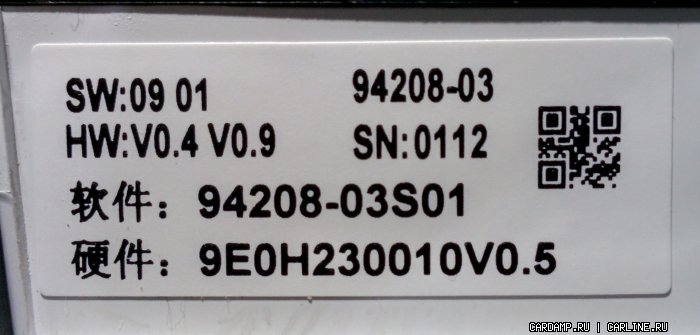 SW:09 01 94208-03
HW:V0.4 V0.9 SN:0112
软件：94208-03S01
硬件：9E0H230010V0.5
CARDAMP.RU | CARLINE.RU